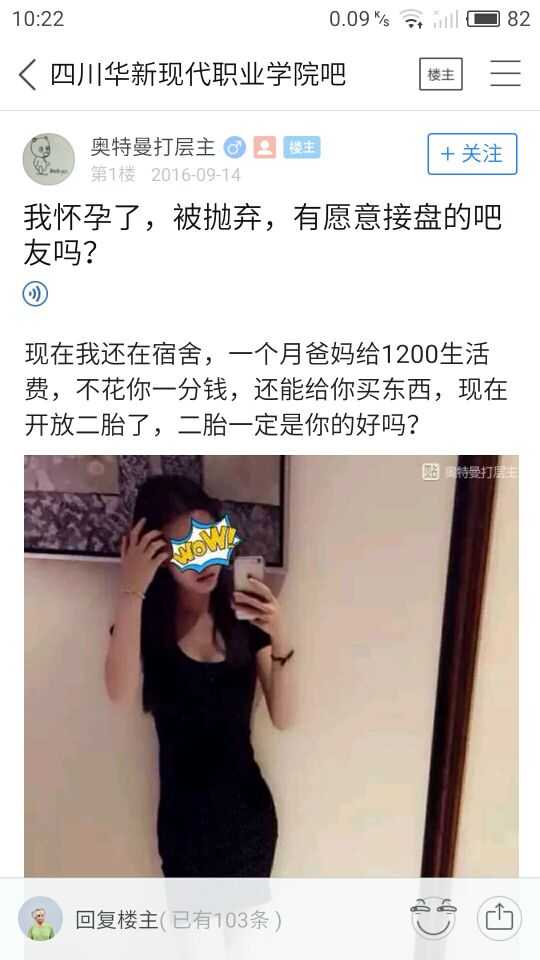 10:22
0.09 K/s
82
四川华新现代职业学院吧
楼主
奥特曼打层主
楼主
+ 关注
第1楼 2016-09-14
我怀孕了，被抛弃，有愿意接盘的吧
友吗？
现在我还在宿舍，一个月爸妈给1200生活
费，不花你一分钱，还能给你买东西，现在
开放二胎了，二胎一定是你的好吗？
贴 奥特曼打层主
WOW!
回复楼主( 已有103条 )